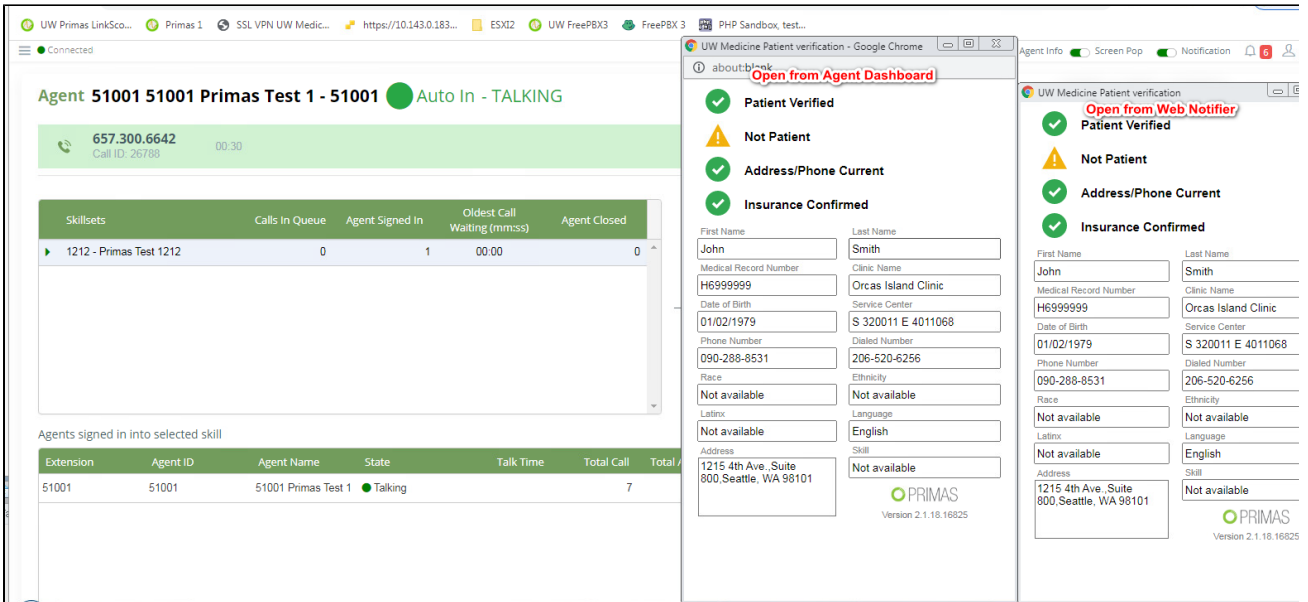 UW Primas LinkSco... Primas 1 SSL VPN UW Medic... https://10.143.0.183... ESXI2 UW FreePBX3 FreePBX 3 PHP Sandbox, test...
Connected
Agent Info Screen Pop Notification 6
Agent 51001 51001 Primas Test 1 - 51001 Auto In - TALKING
657.300.6642
Call ID: 26788
00:30
Skillsets Calls In Queue Agent Signed In Oldest Call Waiting (mm:ss) Agent Closed
1212 - Primas Test 1212 0 1 00:00 0
Agents signed in into selected skill
Extension Agent ID Agent Name State Talk Time Total Call Total
51001 51001 51001 Primas Test 1 Talking 7
UW Medicine Patient verification - Google Chrome
about:blank
Open from Agent Dashboard
Patient Verified
Not Patient
Address/Phone Current
Insurance Confirmed
First Name Last Name
John Smith
Medical Record Number Clinic Name
H6999999 Orcas Island Clinic
Date of Birth Service Center
01/02/1979 S 320011 E 4011068
Phone Number Dialed Number
090-288-8531 206-520-6256
Race Ethnicity
Not available Not available
Latinx Language
Not available English
Address Skill
1215 4th Ave.,Suite
800,Seattle, WA 98101
Not available
PRIMAS
Version 2.1.18.16825
UW Medicine Patient verification
Open from Web Notifier
Patient Verified
Not Patient
Address/Phone Current
Insurance Confirmed
First Name Last Name
John Smith
Medical Record Number Clinic Name
H6999999 Orcas Island Clinic
Date of Birth Service Center
01/02/1979 S 320011 E 4011068
Phone Number Dialed Number
090-288-8531 206-520-6256
Race Ethnicity
Not available Not available
Latinx Language
Not available English
Address Skill
1215 4th Ave.,Suite
800,Seattle, WA 98101
Not available
PRIMAS
Version 2.1.18.16825